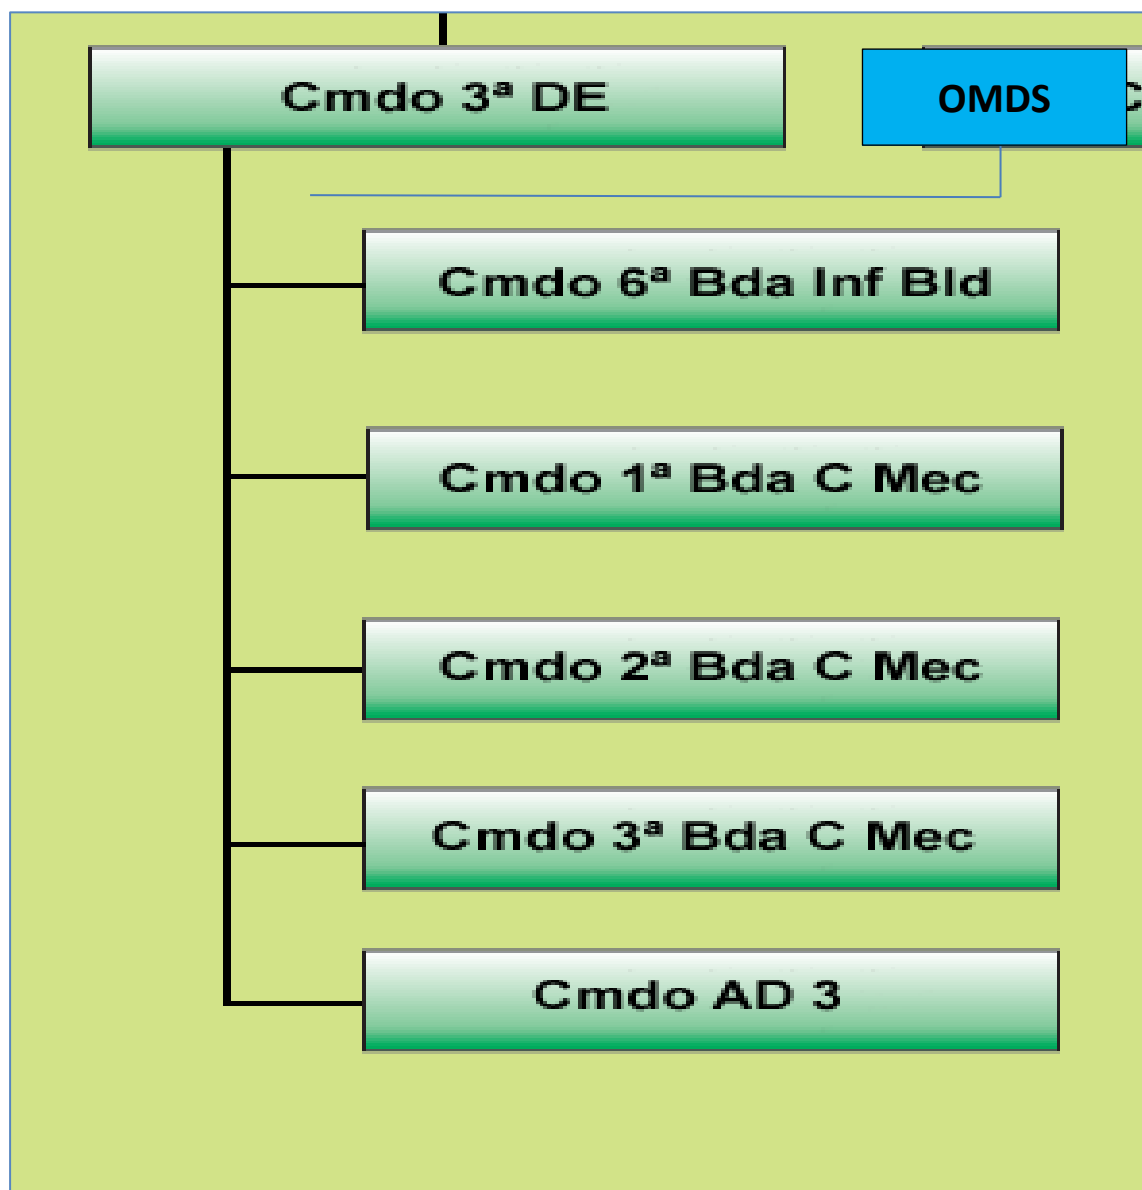 Cmdo 3ª DE
OMDS
Cmdo 6ª Bda Inf Bld
Cmdo 1ª Bda C Mec
Cmdo 2ª Bda C Mec
Cmdo 3ª Bda C Mec
Cmdo AD 3